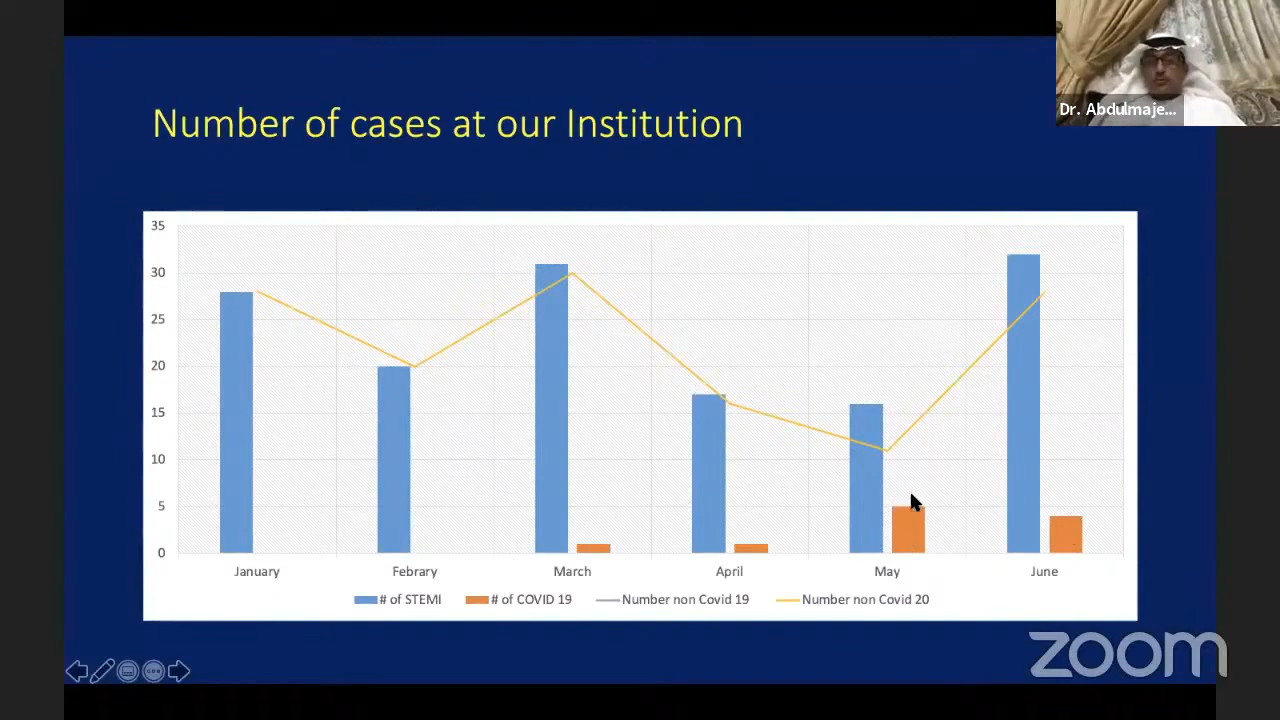 Dr. Abdulmaje...
Number of cases at our Institution
35
30
25
20
15
10
5
0
January Febrary March April May June
# of STEMI # of COVID 19 Number non Covid 19 Number non Covid 20
zoom